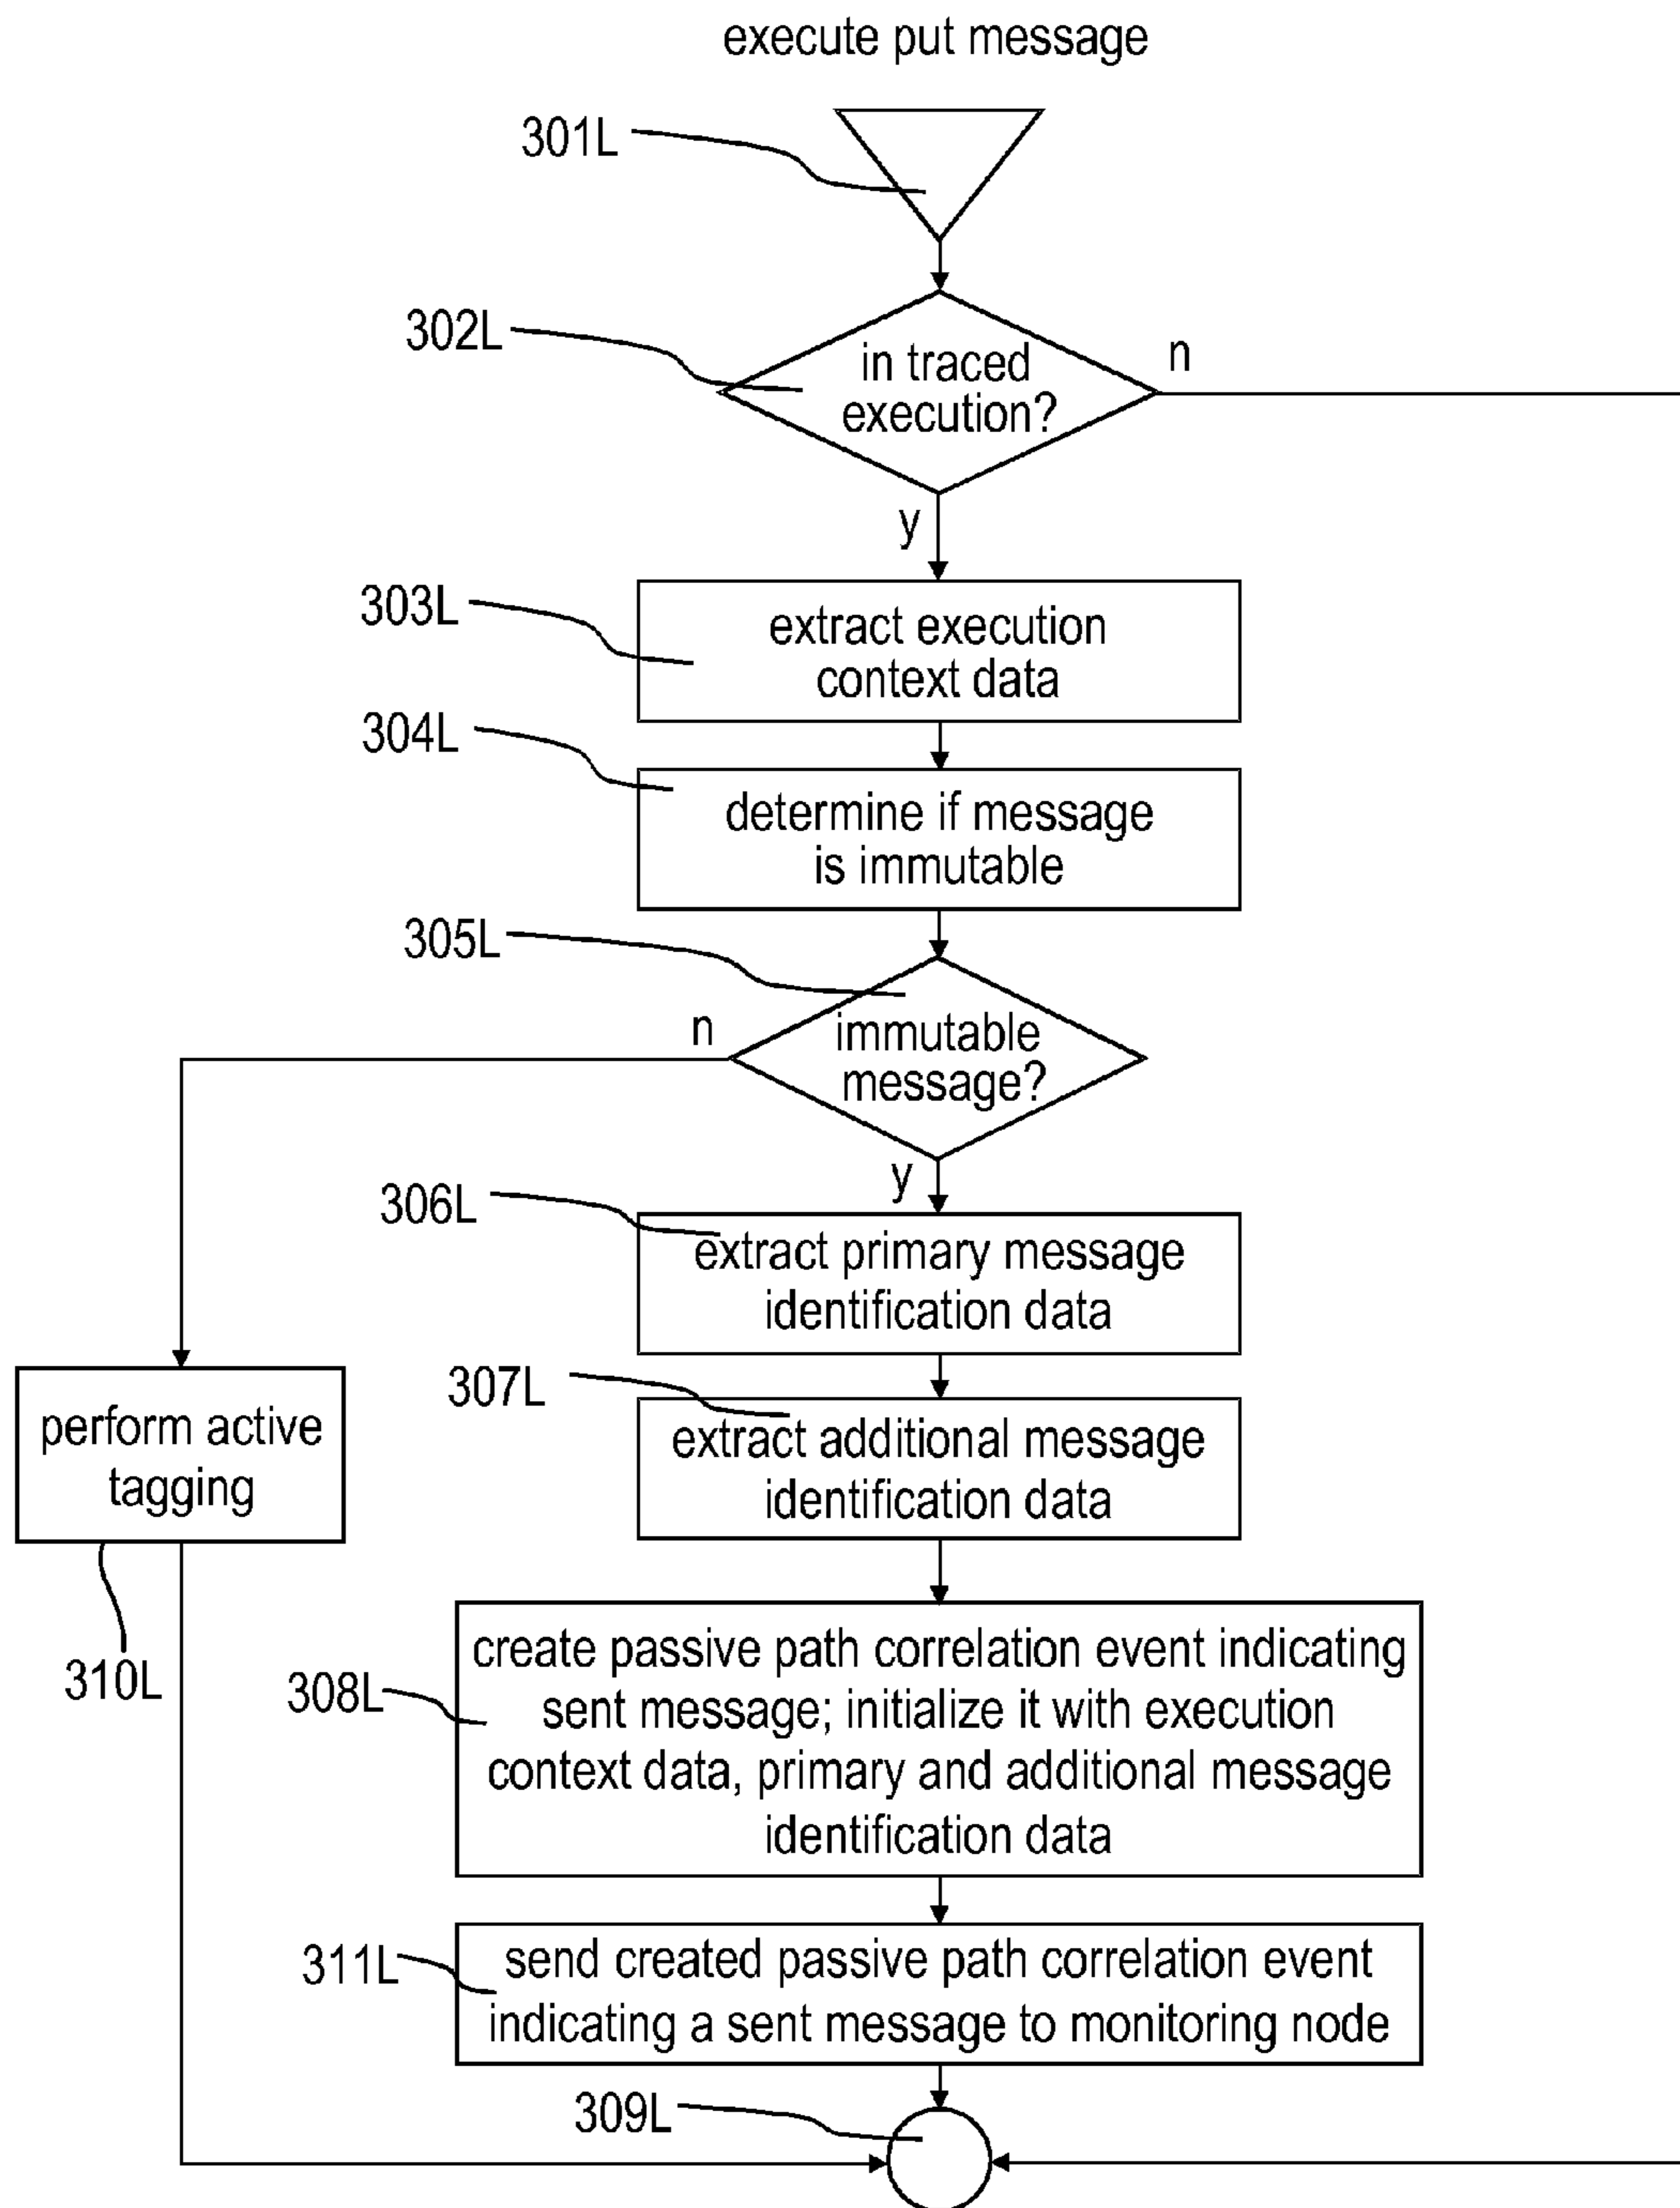 execute put message
301L
302L
in traced
execution?
n
y
303L
extract execution
context data
304L
determine if message
is immutable
305L
n
immutable
message?
y
306L
extract primary message
identification data
307L
extract additional message
identification data
perform active
tagging
310L
308L
create passive path correlation event indicating
sent message; initialize it with execution
context data, primary and additional message
identification data
311L
send created passive path correlation event
indicating a sent message to monitoring node
309L